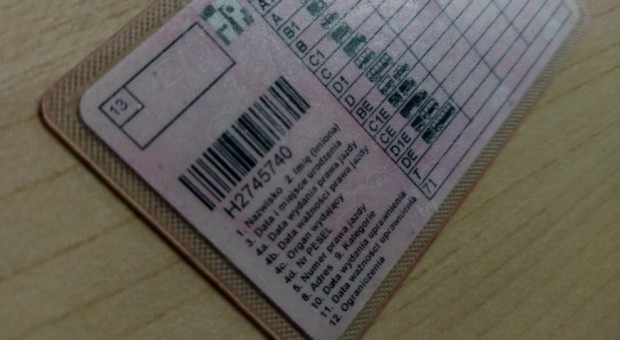 13.
A
B1
B
C1
C
D1
D
BE
C1E
CE
D1E
DE
T
71
H2745740
1. Nazwisko 2. Imię (imiona)
3. Data i miejsce urodzenia
4a. Data wydania prawa jazdy
4b. Data ważności prawa jazdy
4c. Organ wydający
4d. Nr PESEL
5. Numer prawa jazdy
8. Adres 9. Kategorie
10. Data wydania uprawnienia
11. Data ważności uprawnienia
12. Ograniczenia